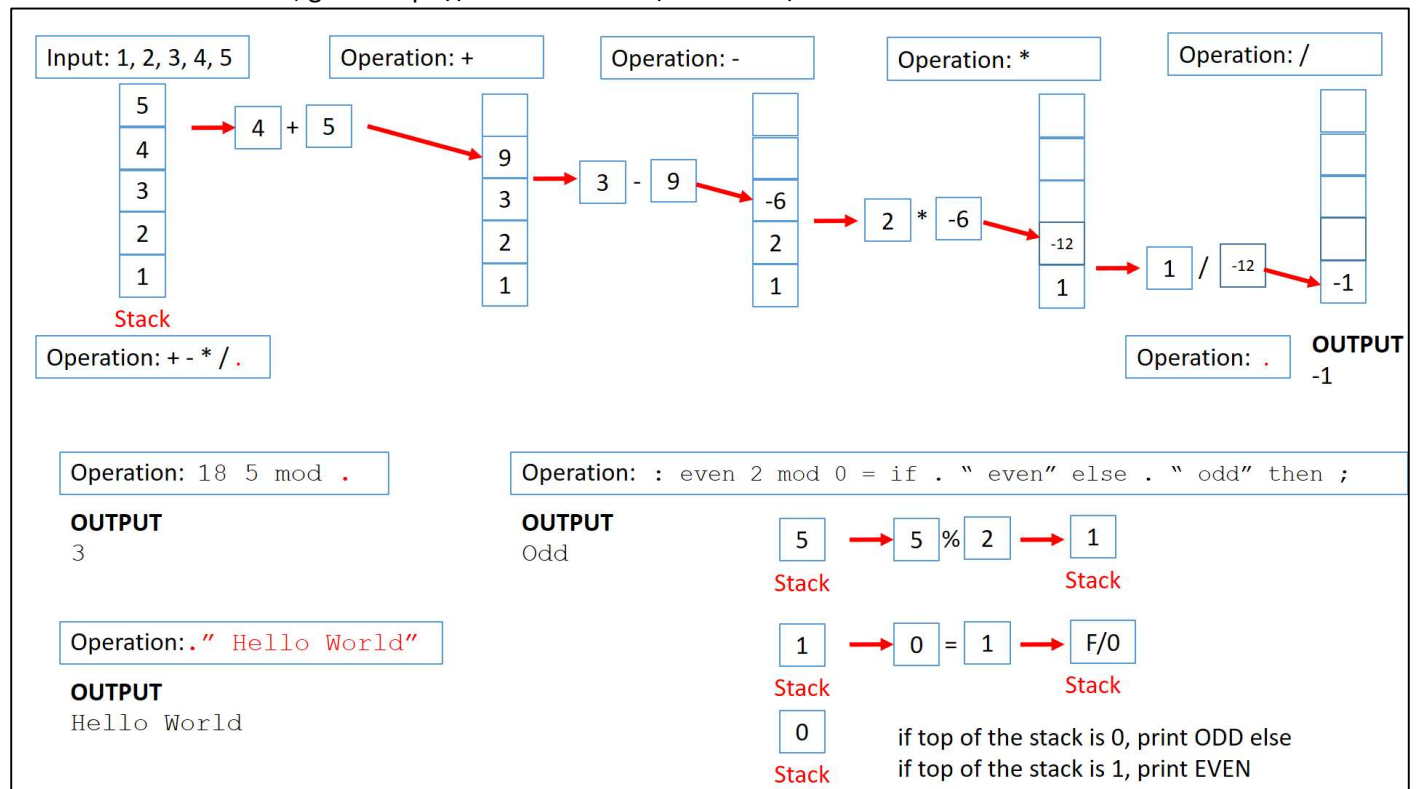 Input: 1, 2, 3, 4, 5
Operation: +
Operation: -
Operation: *
Operation: /
5
4
3
2
1
Stack
4 + 5
9
3
2
1
3 - 9
-6
2
1
2 * -6
-12
1
1 / -12
-1
Operation: + - * / .
Operation: .
OUTPUT
-1
Operation: 18 5 mod .
OUTPUT
3
Operation:.” Hello World”
OUTPUT
Hello World
Operation: : even 2 mod 0 = if . “ even” else . “ odd” then ;
OUTPUT
Odd
5 5 % 2 1
Stack Stack
1 0 = 1 F/0
Stack Stack
0
Stack
if top of the stack is 0, print ODD else
if top of the stack is 1, print EVEN